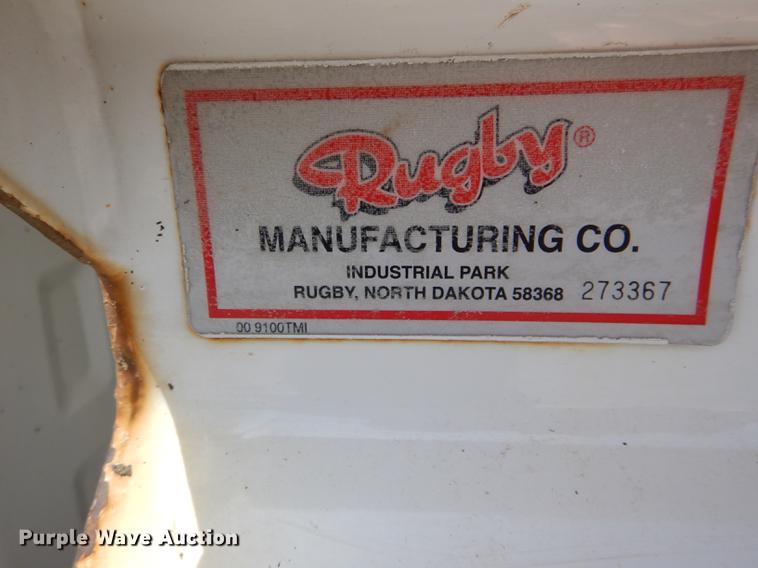 Rugby®
MANUFACTURING CO.
INDUSTRIAL PARK
RUGBY, NORTH DAKOTA 58368 273367
00 9100TMI
Purple Wave Auction